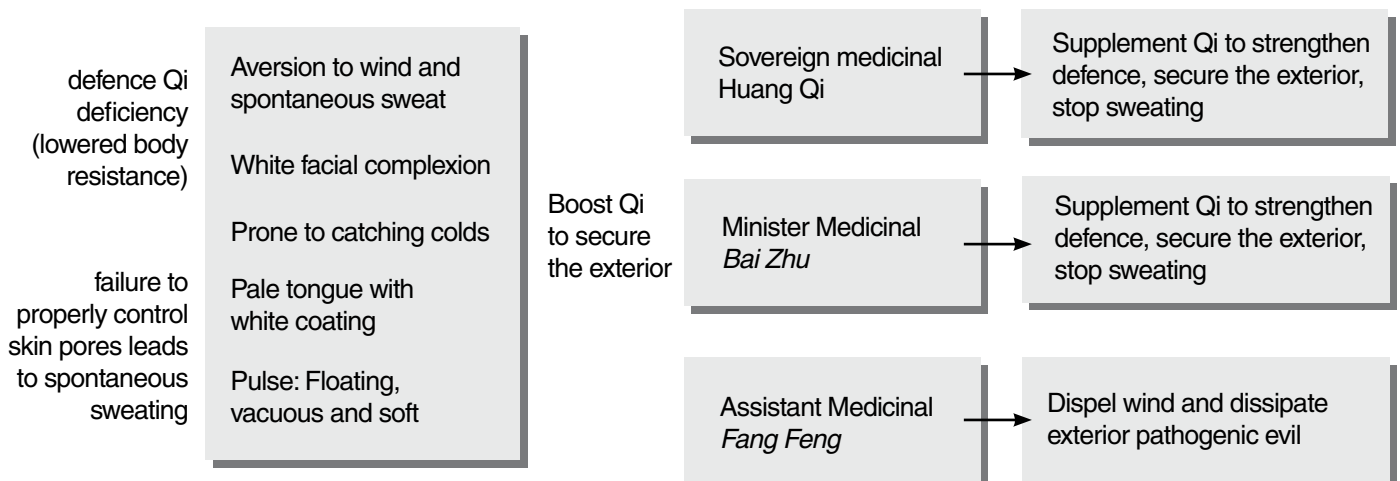 defence Qi
deficiency
(lowered body
resistance)
failure to
properly control
skin pores leads
to spontaneous
sweating
Aversion to wind and
spontaneous sweat
White facial complexion
Prone to catching colds
Pale tongue with
white coating
Pulse: Floating,
vacuous and soft
Boost Qi
to secure
the exterior
Sovereign medicinal
Huang Qi
Supplement Qi to strengthen
defence, secure the exterior,
stop sweating
Minister Medicinal
Bai Zhu
Supplement Qi to strengthen
defence, secure the exterior,
stop sweating
Assistant Medicinal
Fang Feng
Dispel wind and dissipate
exterior pathogenic evil